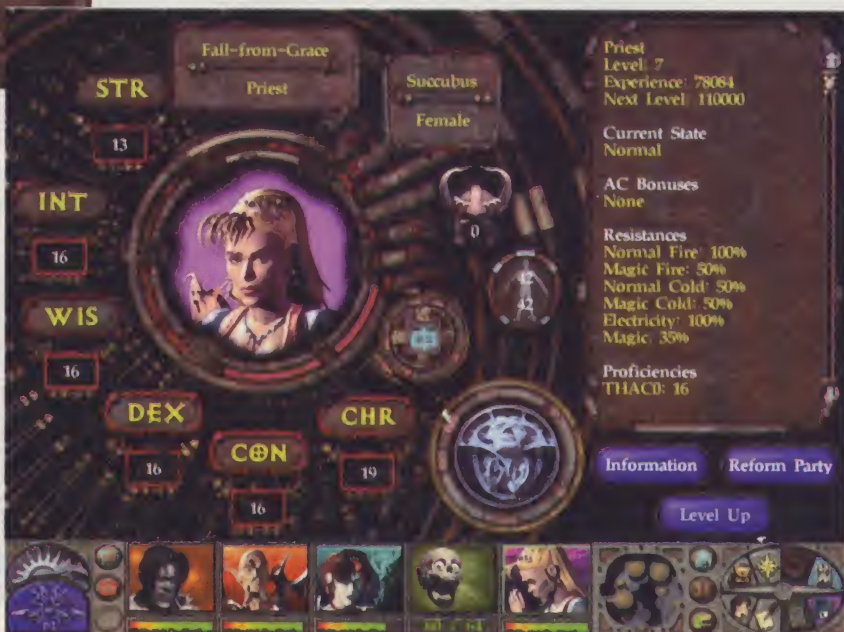 Fall-from-Grace
Priest
Succubus
Female
STR
13
INT
16
WIS
16
DEX
16
CON
16
CHR
19
0
42
42
Priest
Level: 7
Experience: 78084
Next Level: 110000
Current State
Normal
AC Bonuses
None
Resistances
Normal Fire: 100%
Magic Fire: 50%
Normal Cold: 50%
Magic Cold: 50%
Electricity: 100%
Magic: 35%
Proficiencies
THAC0: 16
Information
Reform Party
Level Up